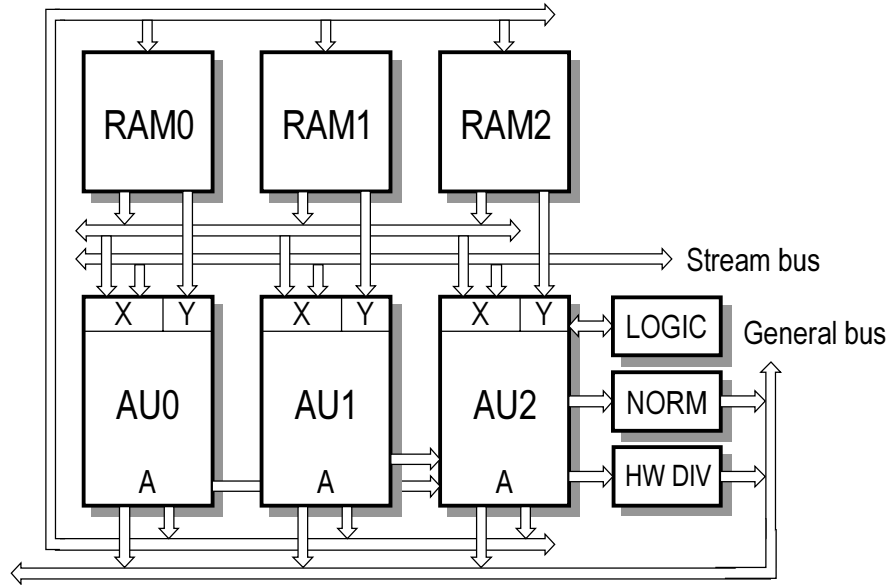 RAM0
RAM1
RAM2
Stream bus
X
Y
X
Y
X
Y
LOGIC
General bus
AU0
AU1
AU2
NORM
HW DIV
A
A
A